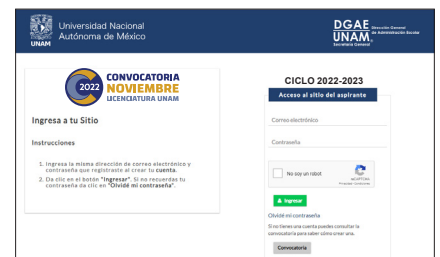 Universidad Nacional
Autónoma de México
UNAM
DGAE
UNAM
Dirección General
de Administración Escolar
Secretaría General
2022
CONVOCATORIA
NOVIEMBRE
LICENCIATURA UNAM
Ingresa a tu Sitio
Instrucciones
1. Ingresa la misma dirección de correo electrónico y
contraseña que registraste al crear tu cuenta.
2. Da clic en el botón "Ingresar". Si no recuerdas tu
contraseña da clic en "Olvidé mi contraseña".
CICLO 2022-2023
Acceso al sitio del aspirante
Correo electrónico
Contraseña
No soy un robot
reCAPTCHA
Privacidad - Condiciones
Ingresar
Olvidé mi contraseña
Si no tienes una cuenta puedes consultar la
convocatoria para saber cómo crear una.
Convocatoria